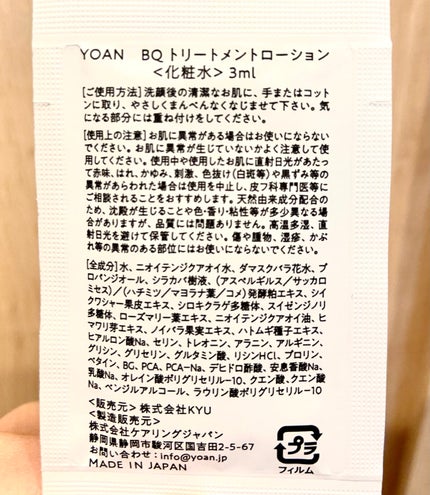 YOAN BQ トリートメントローション
<化粧水> 3ml
[ご使用方法] 洗顔後の清潔なお肌に、手またはコット
ンに取り、やさしくまんべんなくなじませて下さい。気
になる部分には重ね付けをしてください。
[使用上の注意] お肌に異常がある場合はお使いにならない
でください。お肌に異常が生じていないかよく注意して使
用してください。使用中や使用したお肌に直射日光があたっ
て赤味、はれ、かゆみ、刺激、色抜け(白斑等)や黒ずみ等の
異常があらわれた場合は使用を中止し、皮フ科専門医等に
ご相談されることをおすすめします。天然由来成分配合の
ため、沈殿が生じることや色・香り・粘性等が多少異なる場
合がありますが、品質には問題ありません。高温多湿、直
射日光を避けて保管してください。傷や腫物、湿疹、かぶ
れ等の異常のある部位にはお使いにならないでください。
[全成分] 水、ニオイテンジクアオイ水、ダマスクバラ花水、プ
ロパンジオール、シラカバ樹液、(アスペルギルス/サッカロ
ミセス)/(ハチミツ/マヨラナ葉/コメ)発酵粕エキス、シイ
クワシャー果皮エキス、シロキクラゲ多糖体、スイゼンジノリ
多糖体、ローズマリー葉エキス、ニオイテンジクアオイ油、ヒ
マワリ芽エキス、ノイバラ果実エキス、ハトムギ種子エキス、
ヒアルロン酸Na、セリン、トレオニン、アラニン、アルギニン、
グリシン、グリセリン、グルタミン酸、リシンHCl、プロリン、
ベタイン、BG、PCA、PCA-Na、デヒドロ酢酸、安息香酸Na、
乳酸Na、オレイン酸ポリグリセリル-10、クエン酸、クエン酸
Na、ベンジルアルコール、ラウリン酸ポリグリセリル-10
<販売元> 株式会社KYU
<製造販売元>
株式会社ケアリングジャパン
静岡県静岡市駿河区国吉田2-5-67
お問い合わせ:info@yoan.jp
MADE IN JAPAN
プラ
フィルム